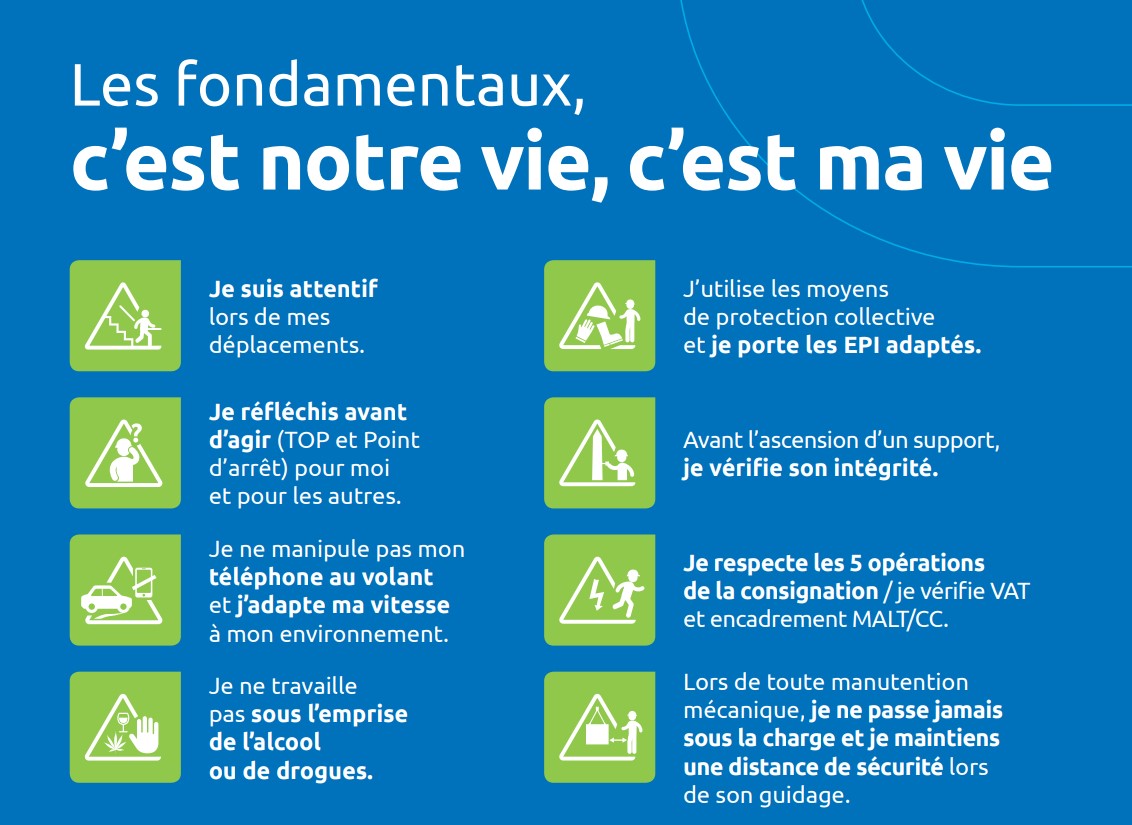 Les fondamentaux,
c’est notre vie, c’est ma vie
Je suis attentif
lors de mes
déplacements.
Je réfléchis avant
d’agir (TOP et Point
d’arrêt) pour moi
et pour les autres.
Je ne manipule pas mon
téléphone au volant
et j’adapte ma vitesse
à mon environnement.
Je ne travaille
pas sous l’emprise
de l’alcool
ou de drogues.
J’utilise les moyens
de protection collective
et je porte les EPI adaptés.
Avant l’ascension d’un support,
je vérifie son intégrité.
Je respecte les 5 opérations
de la consignation / je vérifie VAT
et encadrement MALT/CC.
Lors de toute manutention
mécanique, je ne passe jamais
sous la charge et je maintiens
une distance de sécurité lors
de son guidage.
?